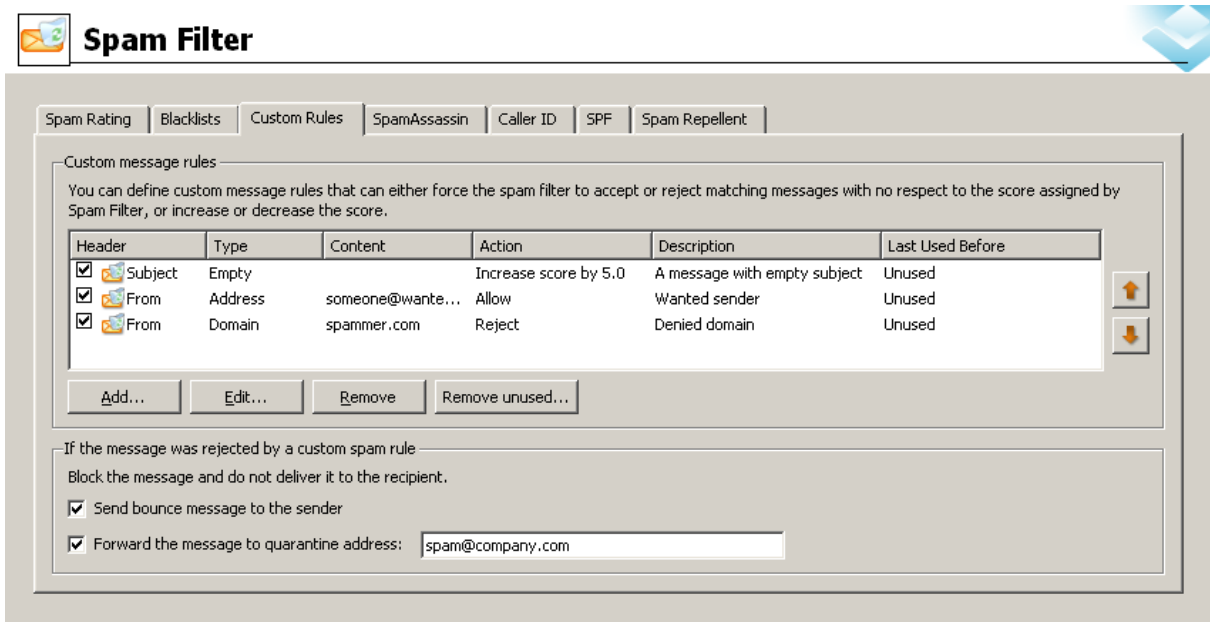 Spam Filter
Spam Rating Blacklists Custom Rules SpamAssassin Caller ID SPF Spam Repellent
Custom message rules
You can define custom message rules that can either force the spam filter to accept or reject matching messages with no respect to the score assigned by
Spam Filter, or increase or decrease the score.
Header Type Content Action Description Last Used Before
Subject Empty Increase score by 5.0 A message with empty subject Unused
From Address someone@wante... Allow Wanted sender Unused
From Domain spammer.com Reject Denied domain Unused
Add... Edit... Remove Remove unused...
If the message was rejected by a custom spam rule
Block the message and do not deliver it to the recipient.
Send bounce message to the sender
Forward the message to quarantine address: spam@company.com